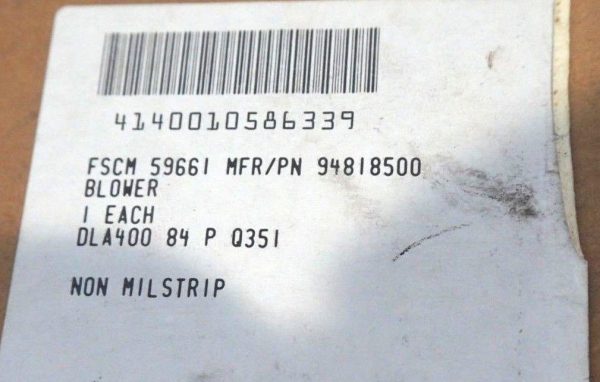 4140010586339
FSCM 59661 MFR/PN 94818500
BLOWER
1 EACH
DLA400 84 P Q351
NON MILSTRIP